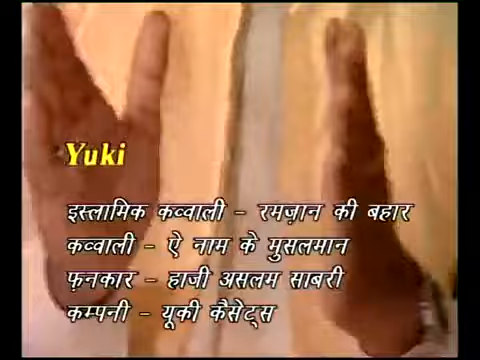 Yuki
इस्लामिक कव्वाली - रमज़ान की बहार
कव्वाली - ऐ नाम के मुसलमान
फ़नकार - हाजी असलम साबरी
कम्पनी - यूकी कैसेट्स